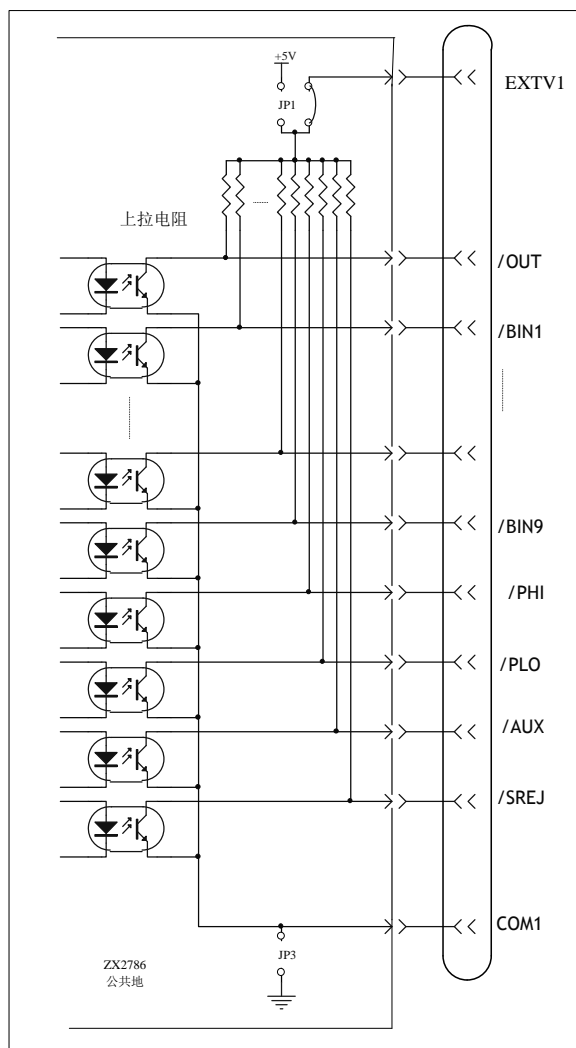 +5V
EXTV1
JP1
上拉电阻
/OUT
/BIN1
/BIN9
/PHI
/PLO
/AUX
/SREJ
COM1
JP3
ZX2786
公共地